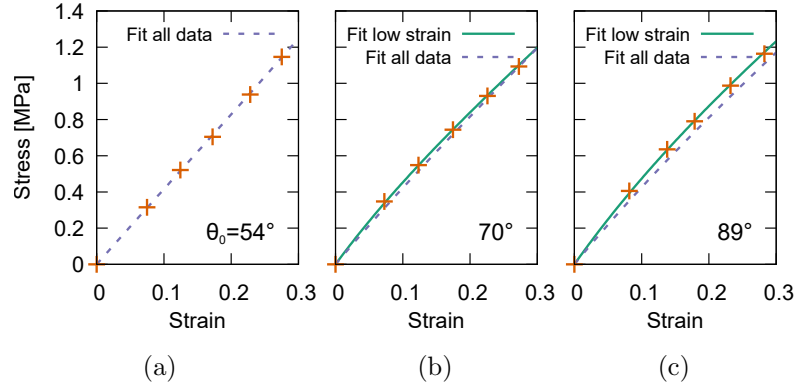 Stress [MPa]
1.4
1.2
1
0.8
0.6
0.4
0.2
0
Fit all data
θ₀=54°
0 0.1 0.2 0.3
Strain
(a)
Fit low strain
Fit all data
70°
0 0.1 0.2 0.3
Strain
(b)
Fit low strain
Fit all data
89°
0 0.1 0.2 0.3
Strain
(c)